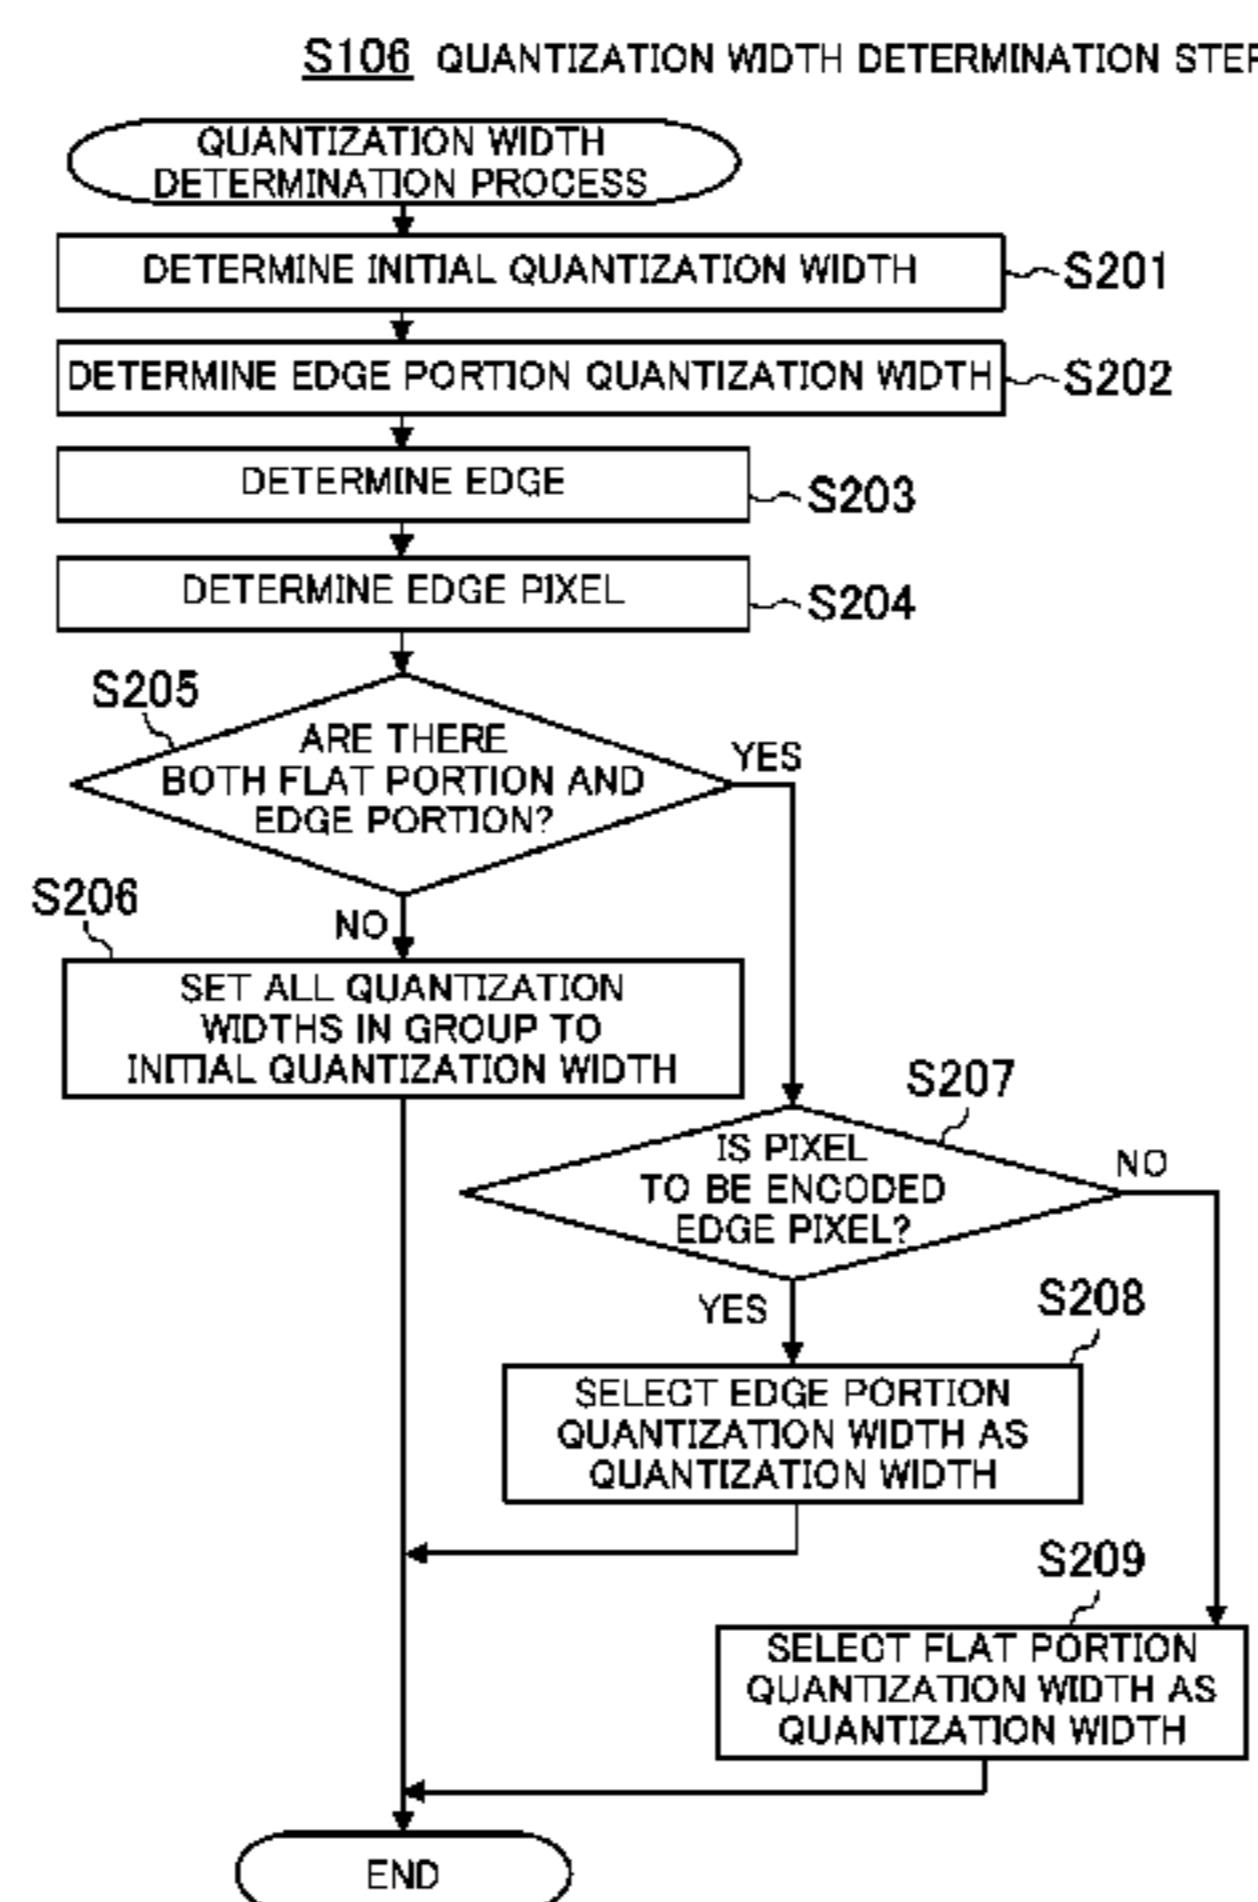 S106 QUANTIZATION WIDTH DETERMINATION STEP
QUANTIZATION WIDTH
DETERMINATION PROCESS
DETERMINE INITIAL QUANTIZATION WIDTH
S201
DETERMINE EDGE PORTION QUANTIZATION WIDTH
S202
DETERMINE EDGE
S203
DETERMINE EDGE PIXEL
S204
S205
ARE THERE
BOTH FLAT PORTION AND
EDGE PORTION?
YES
NO
S206
SET ALL QUANTIZATION
WIDTHS IN GROUP TO
INITIAL QUANTIZATION WIDTH
S207
IS PIXEL
TO BE ENCODED
EDGE PIXEL?
NO
YES
S208
SELECT EDGE PORTION
QUANTIZATION WIDTH AS
QUANTIZATION WIDTH
S209
SELECT FLAT PORTION
QUANTIZATION WIDTH AS
QUANTIZATION WIDTH
END